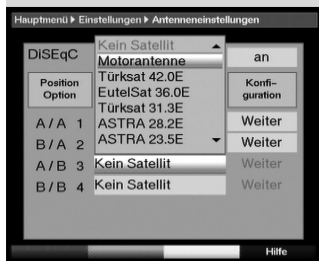 Hauptmenü ▶ Einstellungen ▶ Antenneneinstellungen
DiSEqC
an
Kein Satellit
Motorantenne
Türksat 42.0E
EutelSat 36.0E
Türksat 31.3E
ASTRA 28.2E
ASTRA 23.5E
Position
Option
Konfi-
guration
A / A 1
Weiter
B / A 2
Weiter
A / B 3 Kein Satellit Weiter
B / B 4 Kein Satellit Weiter
Hilfe